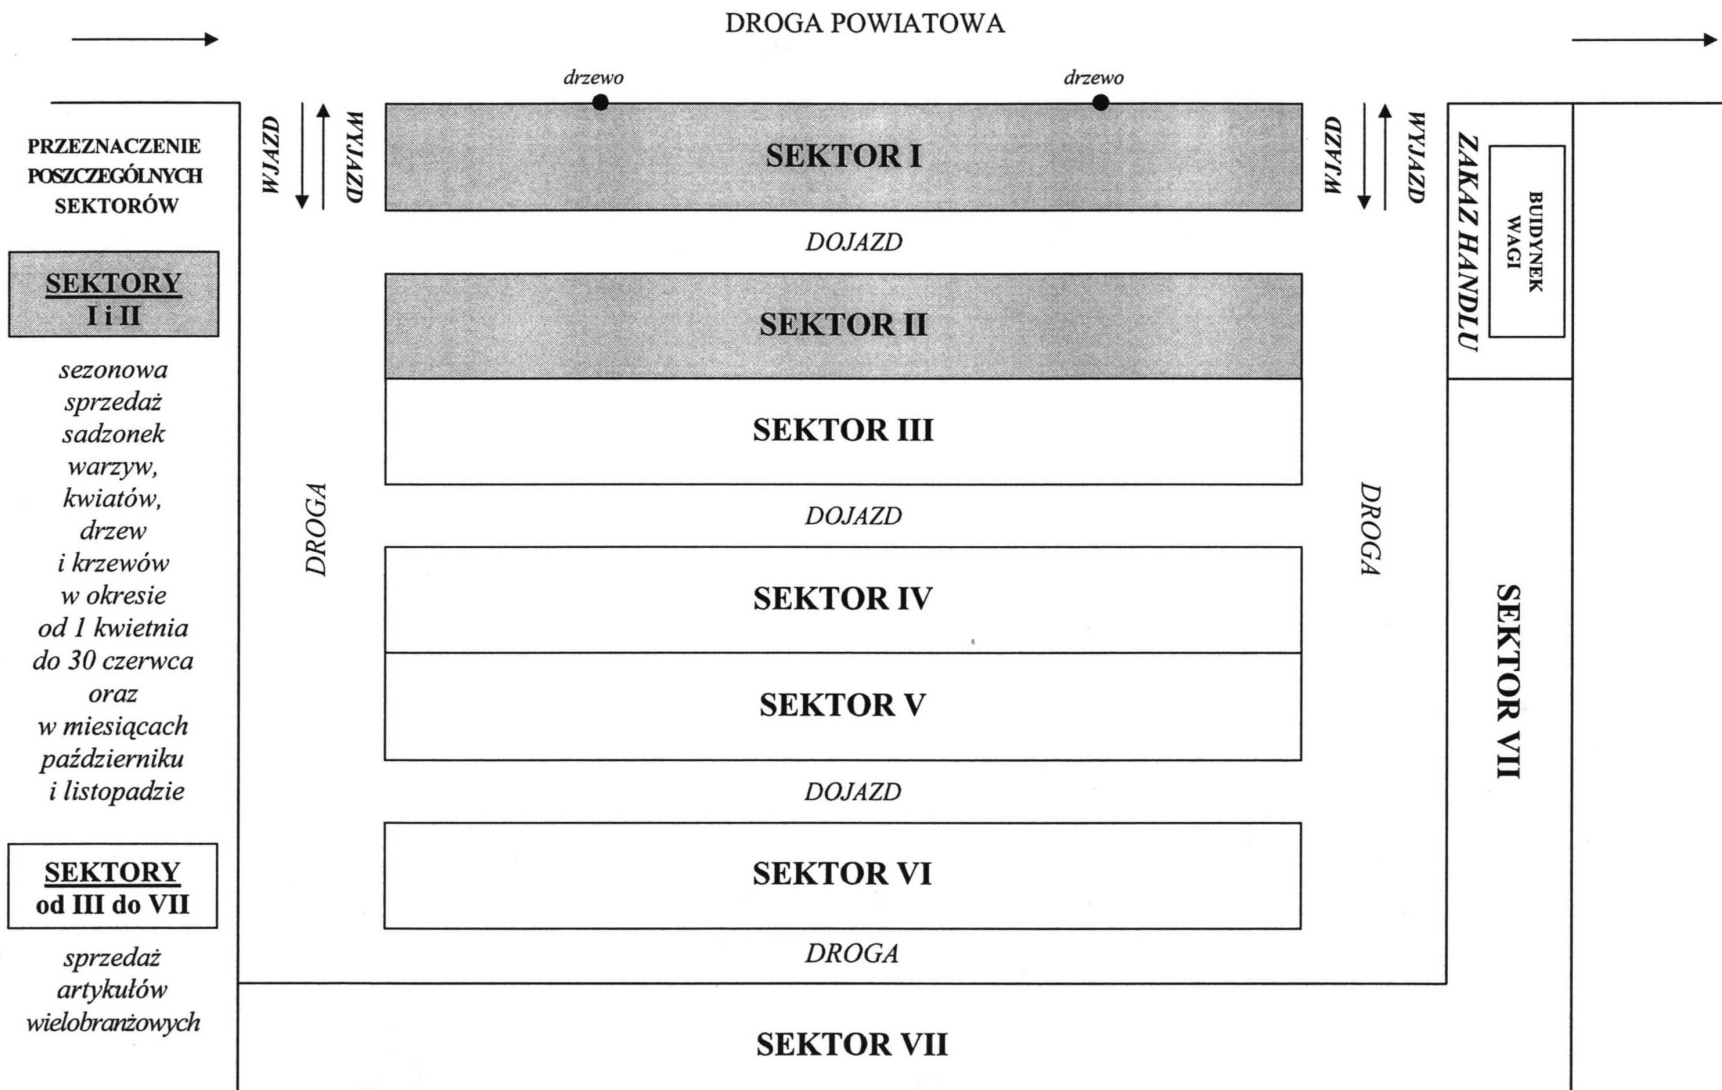 DROGA POWIATOWA
drzewo
drzewo
WJAZD
WYJAZD
SEKTOR I
WJAZD
WYJAZD
ZAKAZ HANDLU
BUDYNEK
WAGI
PRZEZNACZENIE
POSZCZEGÓLNYCH
SEKTORÓW
DOJAZD
SEKTORY
I i II
SEKTOR II
sezonowa
sprzedaż
sadzonek
warzyw,
kwiatów,
drzew
i krzewów
w okresie
od 1 kwietnia
do 30 czerwca
oraz
w miesiącach
październiku
i listopadzie
SEKTOR III
DROGA
DOJAZD
DROGA
SEKTOR IV
SEKTOR V
SEKTOR VII
DOJAZD
SEKTORY
od III do VII
SEKTOR VI
sprzedaż
artykułów
wielobranżowych
DROGA
SEKTOR VII